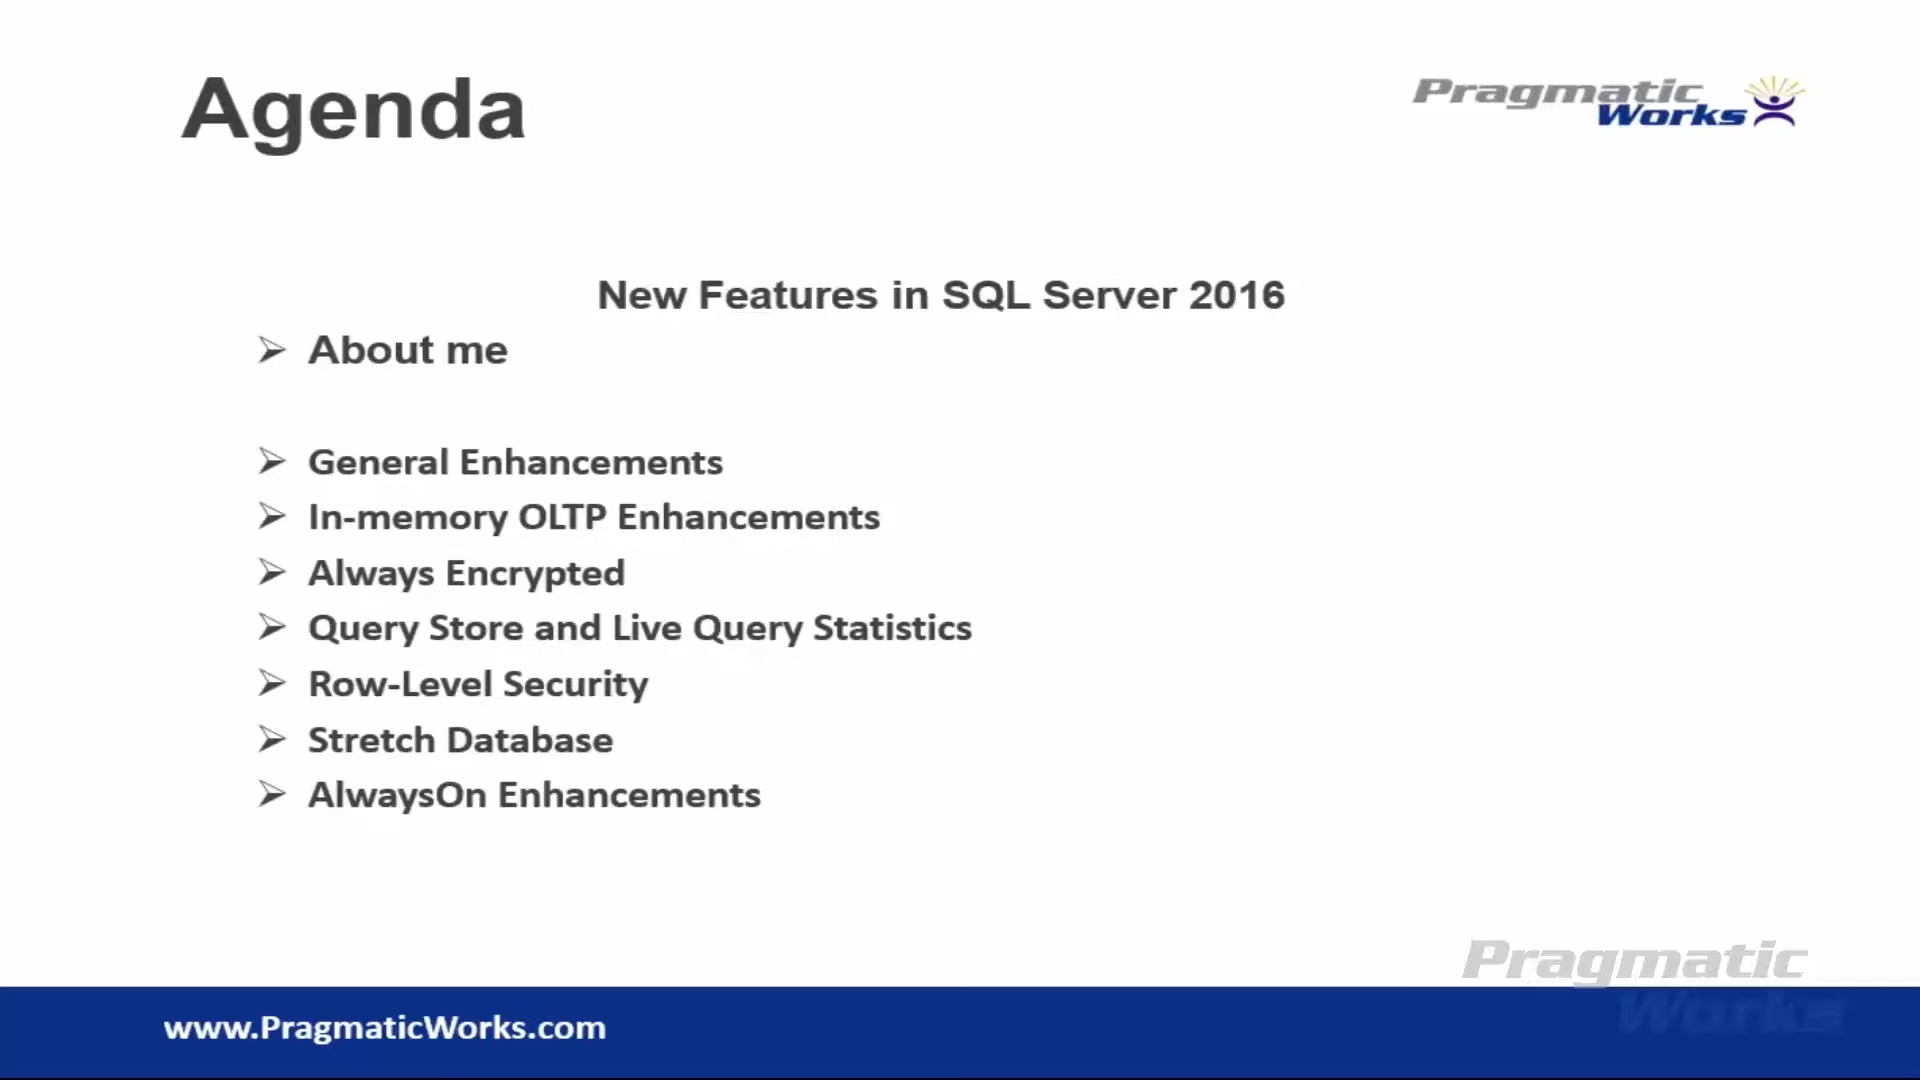 Agenda
Pragmatic
Works
New Features in SQL Server 2016
➢ About me
➢ General Enhancements
➢ In-memory OLTP Enhancements
➢ Always Encrypted
➢ Query Store and Live Query Statistics
➢ Row-Level Security
➢ Stretch Database
➢ AlwaysOn Enhancements
Pragmatic
Works
www.PragmaticWorks.com